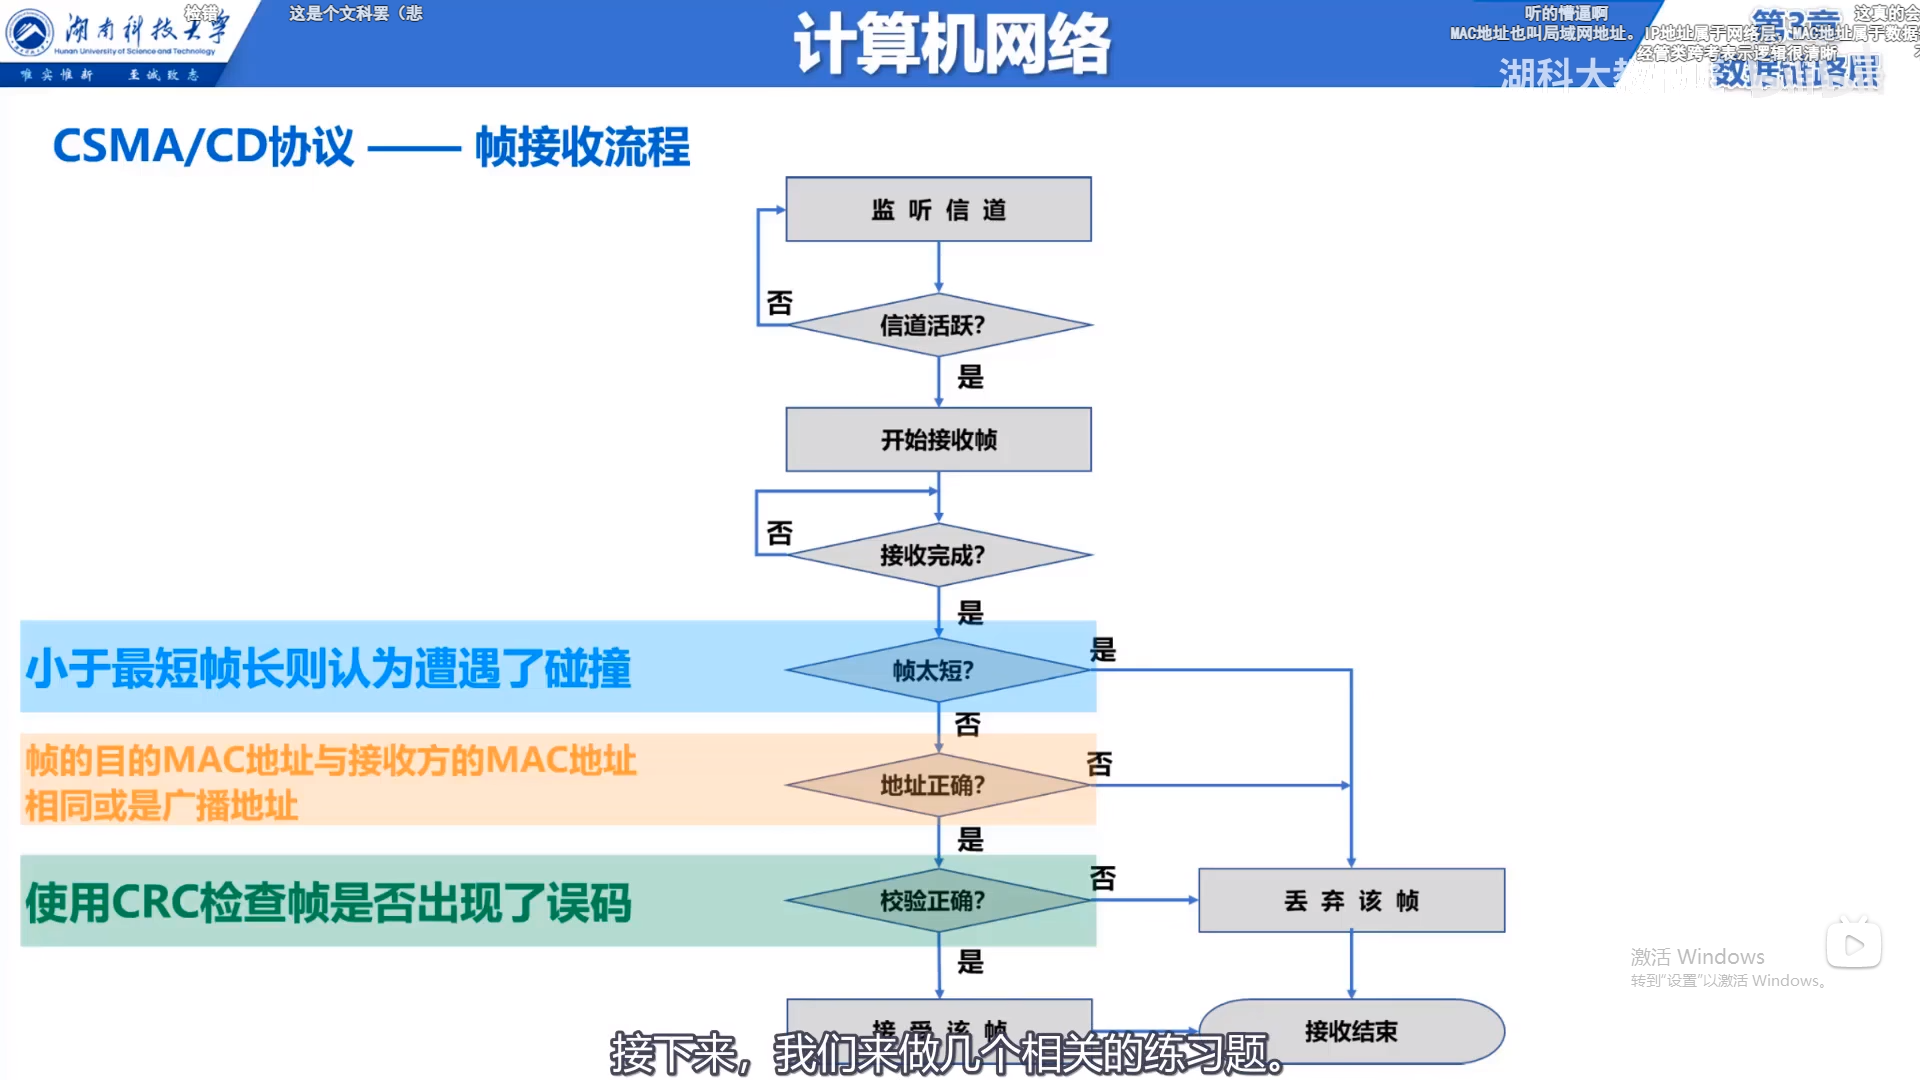 湖南科技大学
Hunan University of Science and Technology
唯实惟新 至诚致志
检错
这是个文科罢（悲
计算机网络
听的懵逼啊
MAC地址也叫局域网地址。IP地址属于网络层，MAC地址属于数据
经管类跨考表示逻辑很清晰
这真的会
第3章
数据链路层
湖科大教
CSMA/CD协议 —— 帧接收流程
监 听 信 道
否
信道活跃？
是
开始接收帧
否
接收完成？
是
小于最短帧长则认为遭遇了碰撞
帧太短？
是
否
帧的目的MAC地址与接收方的MAC地址
相同或是广播地址
地址正确？
否
是
使用CRC检查帧是否出现了误码
校验正确？
否
丢 弃 该 帧
是
接 受 该 帧
接收结束
激活 Windows
转到“设置”以激活 Windows。
接下来，我们来做几个相关的练习题。